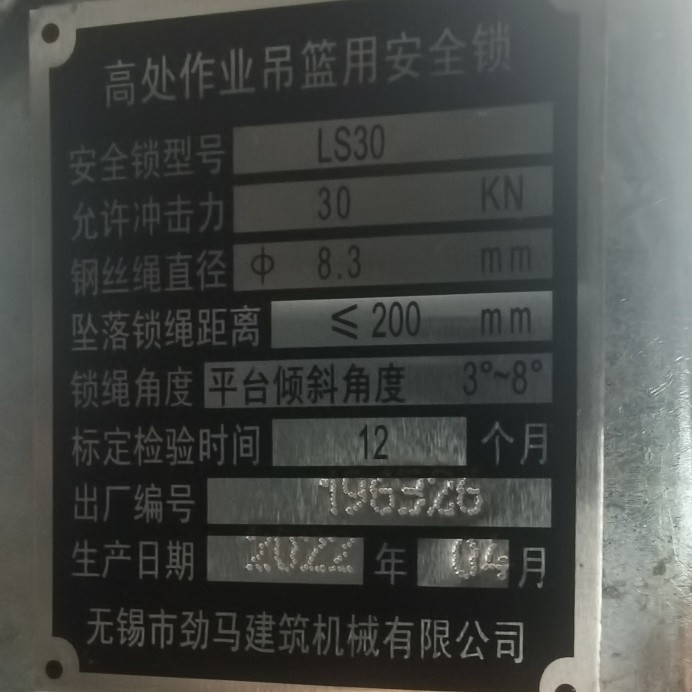 高处作业吊篮用安全锁
安全锁型号 LS30
允许冲击力 30 KN
钢丝绳直径 ф 8.3 mm
坠落锁绳距离 ≤200 mm
锁绳角度 平台倾斜角度 3°~8°
标定检验时间 12 个月
出厂编号 196326
生产日期 2022 年 04 月
无锡市劲马建筑机械有限公司